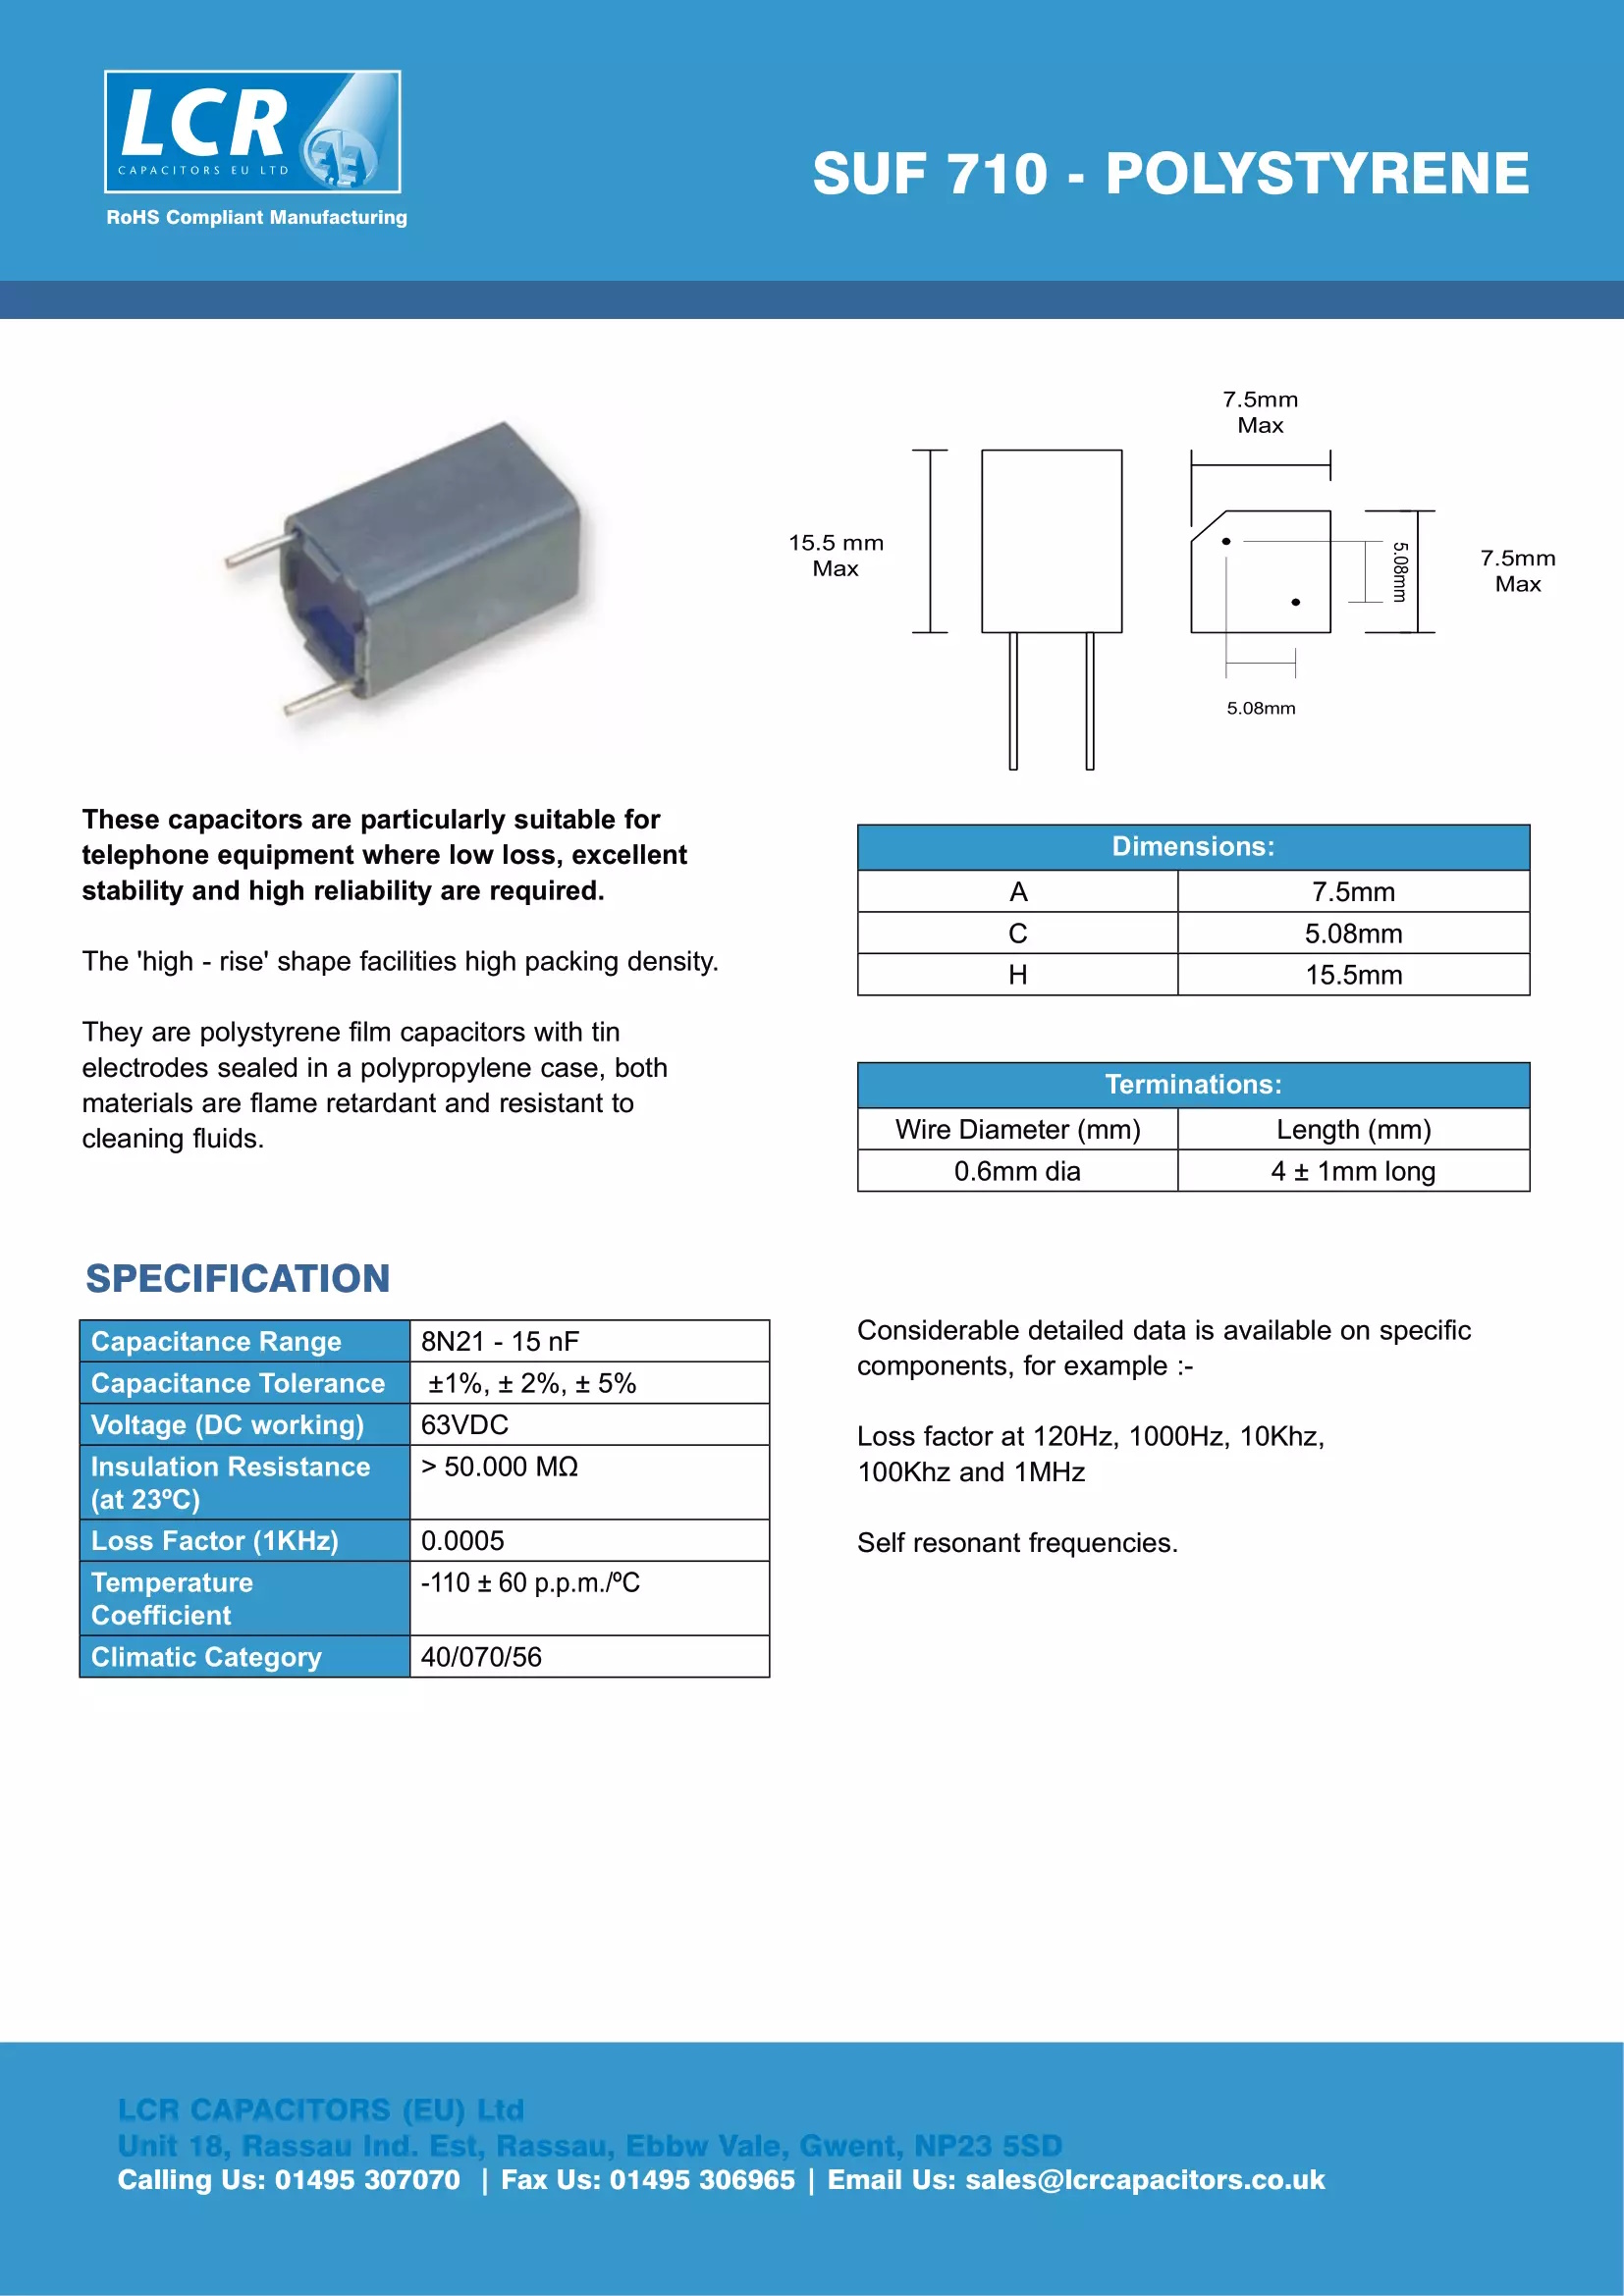 LCR
CAPACITORS EU LTD
RoHS Compliant Manufacturing
SUF 710 - POLYSTYRENE
7.5mm
Max
15.5 mm
Max
5.08mm
7.5mm
Max
5.08mm
These capacitors are particularly suitable for
telephone equipment where low loss, excellent
stability and high reliability are required.
The 'high - rise' shape facilities high packing density.
They are polystyrene film capacitors with tin
electrodes sealed in a polypropylene case, both
materials are flame retardant and resistant to
cleaning fluids.
Dimensions:
A 7.5mm
C 5.08mm
H 15.5mm
Terminations:
Wire Diameter (mm) Length (mm)
0.6mm dia 4 ± 1mm long
SPECIFICATION
Capacitance Range 8N21 - 15 nF
Capacitance Tolerance ±1%, ± 2%, ± 5%
Voltage (DC working) 63VDC
Insulation Resistance > 50.000 MΩ
(at 23ºC)
Loss Factor (1KHz) 0.0005
Temperature -110 ± 60 p.p.m./ºC
Coefficient
Climatic Category 40/070/56
Considerable detailed data is available on specific
components, for example :-
Loss factor at 120Hz, 1000Hz, 10Khz,
100Khz and 1MHz
Self resonant frequencies.
LCR CAPACITORS (EU) Ltd
Unit 18, Rassau Ind. Est, Rassau, Ebbw Vale, Gwent, NP23 5SD
Calling Us: 01495 307070 | Fax Us: 01495 306965 | Email Us: sales@lcrcapacitors.co.uk